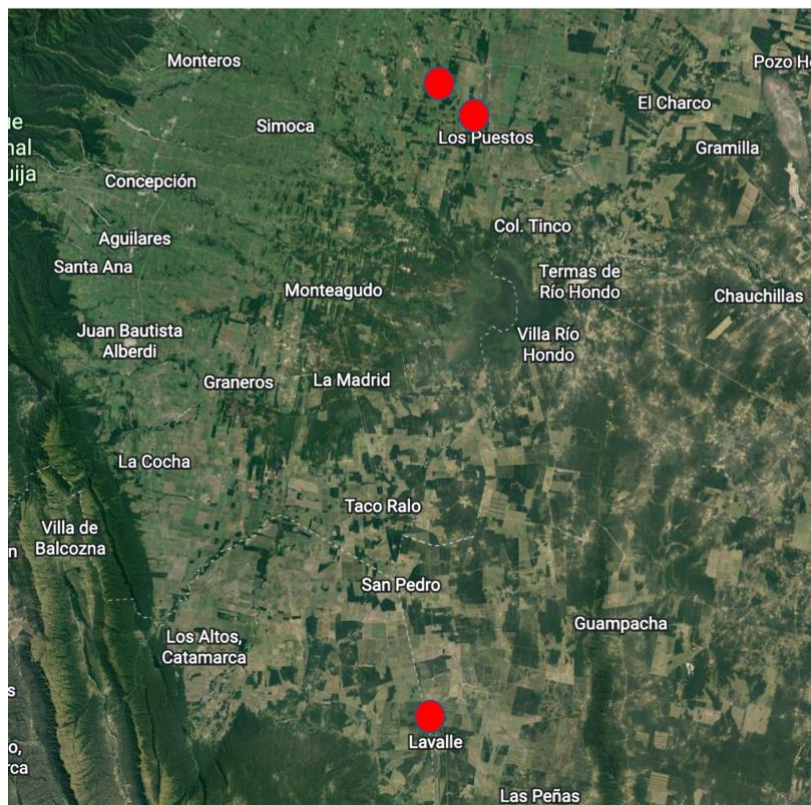 Monteros
Pozo
El Charco
Simoca
Los Puestos
Gramilla
Concepción
Col. Tinco
Aguilares
Santa Ana
Termas de
Río Hondo
Monteagudo
Chauchillas
Juan Bautista
Alberdi
Villa Río
Hondo
Graneros
La Madrid
La Cocha
Taco Ralo
Villa de
Balcozna
San Pedro
Guampacha
Los Altos,
Catamarca
Lavalle
Las Peñas